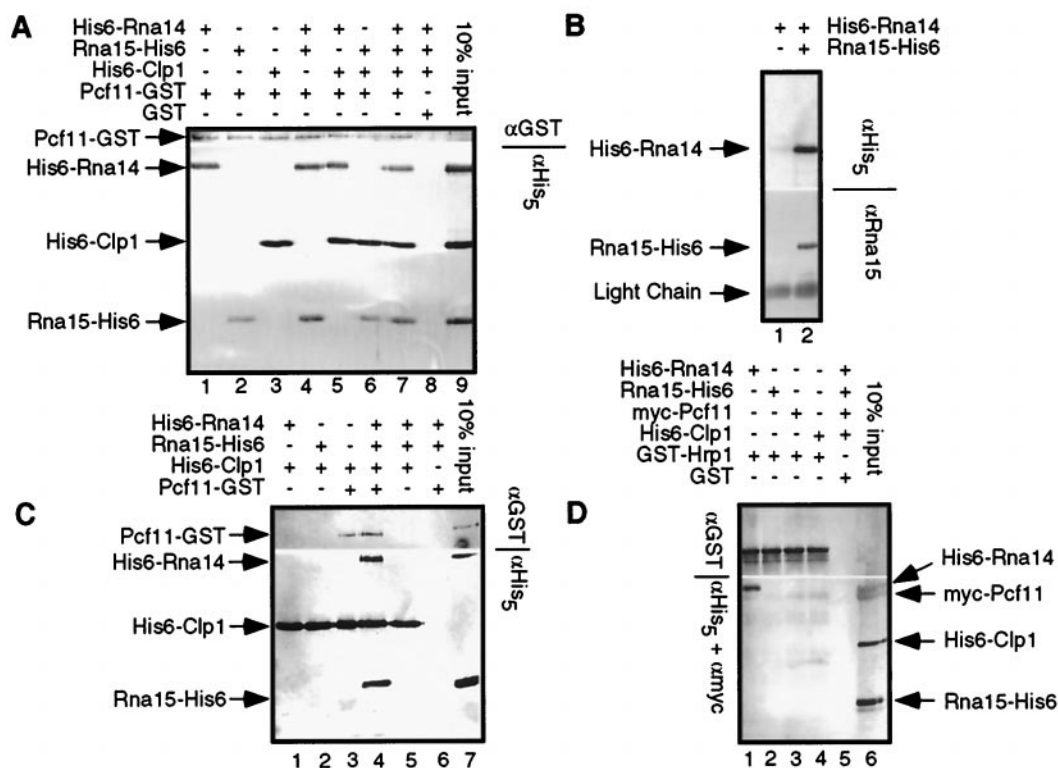 A
His6-Rna14 + - - + + - + +
Rna15-His6 - + - + - + + +
His6-Clp1 - - + - + + + +
Pcf11-GST + + + + + + + -
GST - - - - - - - +
10% input
Pcf11-GST
His6-Rna14
His6-Clp1
Rna15-His6
αGST
αHis5
1 2 3 4 5 6 7 8 9
B
+ + His6-Rna14
- + Rna15-His6
His6-Rna14
Rna15-His6
Light Chain
αHis5
αRna15
1 2
C
His6-Rna14 + - - + + +
Rna15-His6 - + - + + +
His6-Clp1 + + + + + -
Pcf11-GST - - + + - +
10% input
Pcf11-GST
His6-Rna14
His6-Clp1
Rna15-His6
αGST
αHis5
1 2 3 4 5 6 7
D
His6-Rna14 + - - - +
Rna15-His6 - + - - +
myc-Pcf11 - - + - +
His6-Clp1 - - - + +
GST-Hrp1 + + + + -
GST - - - - +
10% input
αGST
αHis5 + αmyc
His6-Rna14
myc-Pcf11
His6-Clp1
Rna15-His6
1 2 3 4 5 6